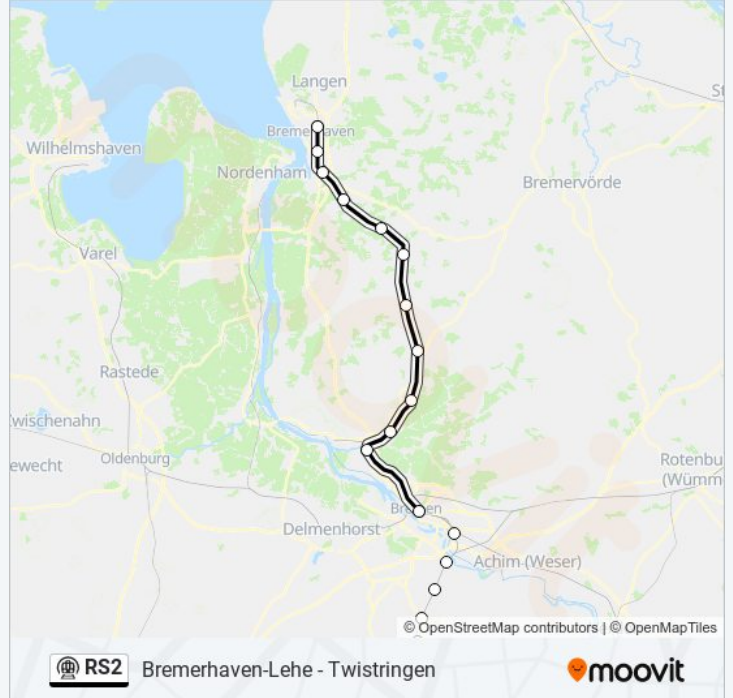 Langen
Bremerhaven
Wilhelmshaven
Nordenham
Bremervörde
St
Varel
Rastede
wischenahn
ewecht
Oldenburg
Rotenbu
(Wümm
Bremen
Delmenhorst
Achim (Weser)
© OpenStreetMap contributors | © OpenMapTiles
RS2 Bremerhaven-Lehe - Twistringen
moovit